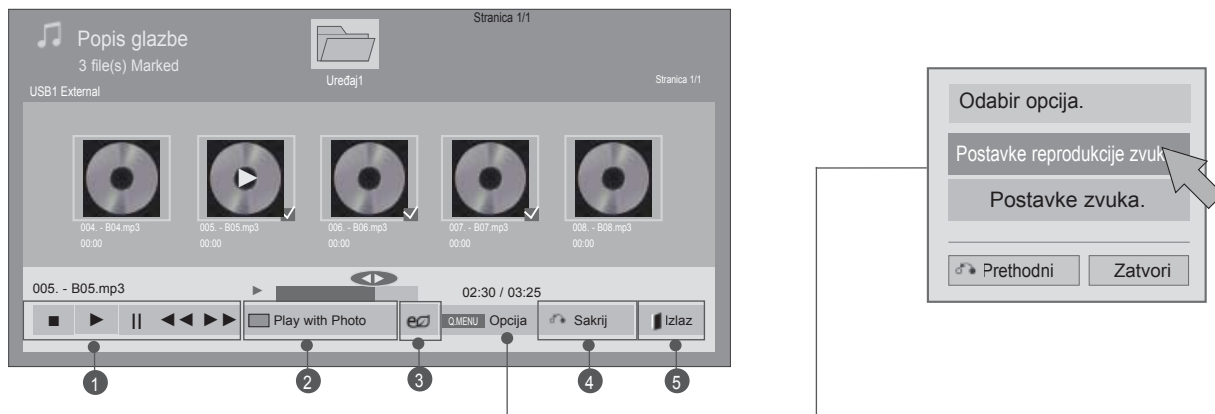 Stranica 1/1
Popis glazbe
3 file(s) Marked
Uređaj1
USB1 External
Stranica 1/1
004. - B04.mp3
00:00
005. - B05.mp3
00:00
006. - B06.mp3
00:00
007. - B07.mp3
00:00
008. - B08.mp3
00:00
005. - B05.mp3
02:30 / 03:25
Play with Photo
Q.MENU Opcija
Sakrij
Izlaz
1
2
3
4
5
Odabir opcija.
Postavke reprodukcije zvuk
Postavke zvuka.
Prethodni
Zatvori